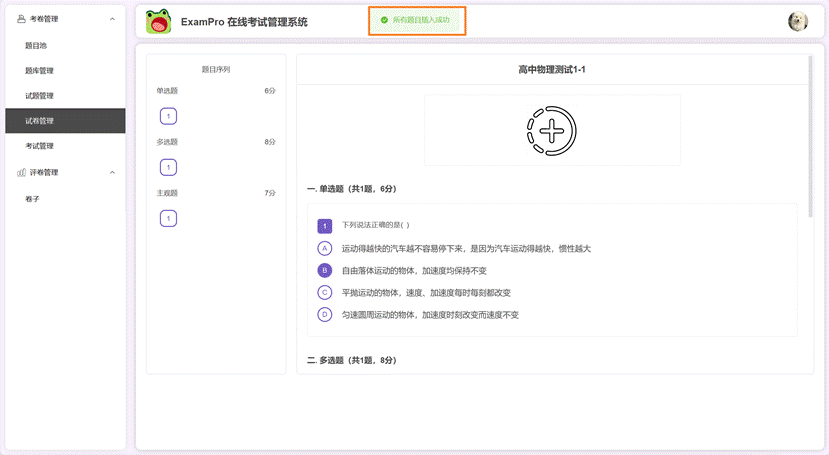 考卷管理
题目池
题库管理
试题管理
试卷管理
考试管理
评卷管理
卷子
ExamPro 在线考试管理系统
所有题目插入成功
题目序列
单选题 6分
1
多选题 8分
1
主观题 7分
1
高中物理测试1-1
一. 单选题（共1题，6分）
1 下列说法正确的是( )
A 运动得越快的汽车越不容易停下来，是因为汽车运动得越快，惯性越大
B 自由落体运动的物体，加速度均保持不变
C 平抛运动的物体，速度、加速度每时每刻都改变
D 匀速圆周运动的物体，加速度时刻改变而速度不变
二. 多选题（共1题，8分）